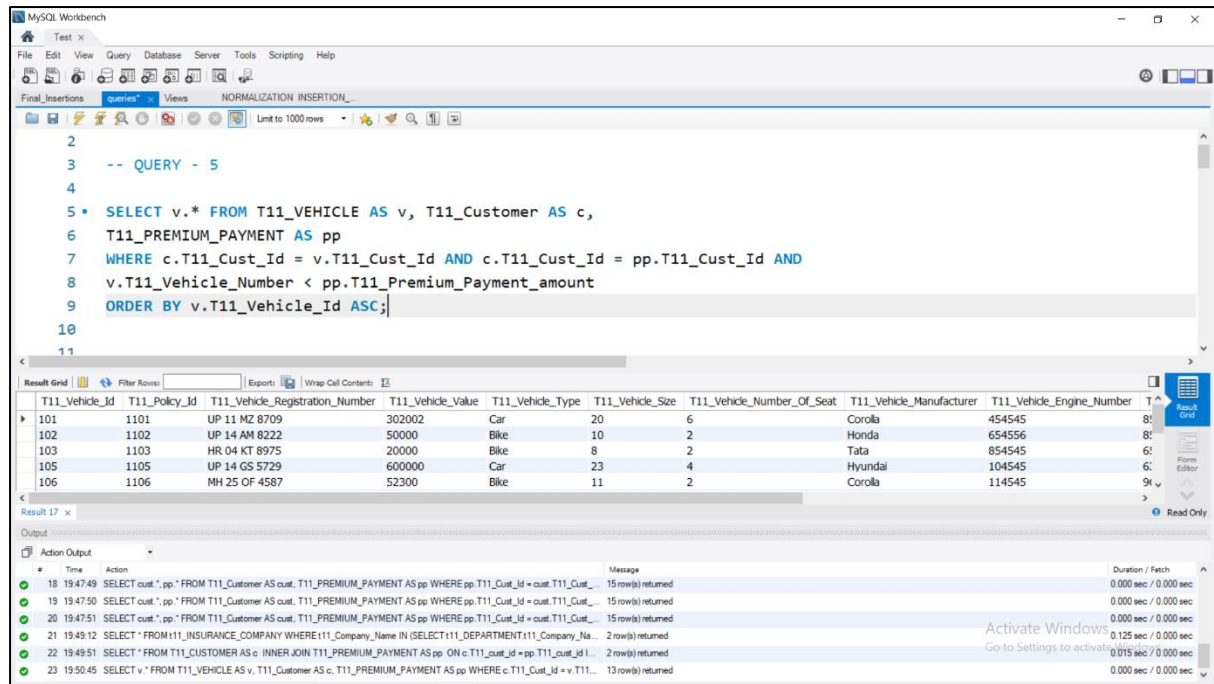 MySQL Workbench
Test
File Edit View Query Database Server Tools Scripting Help
Final_Insertions queries* Views NORMALIZATION INSERTION_...
Limit to 1000 rows
2
3 -- QUERY - 5
4
5 SELECT v.* FROM T11_VEHICLE AS v, T11_Customer AS c,
6 T11_PREMIUM_PAYMENT AS pp
7 WHERE c.T11_Cust_Id = v.T11_Cust_Id AND c.T11_Cust_Id = pp.T11_Cust_Id AND
8 v.T11_Vehicle_Number < pp.T11_Premium_Payment_amount
9 ORDER BY v.T11_Vehicle_Id ASC;
10
11
Result Grid Filter Rows: Export: Wrap Cell Content:
T11_Vehicle_Id T11_Policy_Id T11_Vehicle_Registration_Number T11_Vehicle_Value T11_Vehicle_Type T11_Vehicle_Size T11_Vehicle_Number_Of_Seat T11_Vehicle_Manufacturer T11_Vehicle_Engine_Number
101 1101 UP 11 MZ 8709 302002 Car 20 6 Corolla 454545
102 1102 UP 14 AM 8222 50000 Bike 10 2 Honda 654556
103 1103 HR 04 KT 8975 20000 Bike 8 2 Tata 854545
105 1105 UP 14 GS 5729 600000 Car 23 4 Hyundai 104545
106 1106 MH 25 OF 4587 52300 Bike 11 2 Corolla 114545
Result Grid
Form Editor
Result 17 Read Only
Output
Action Output
# Time Action Message Duration / Fetch
18 19:47:49 SELECT cust.*, pp.* FROM T11_Customer AS cust, T11_PREMIUM_PAYMENT AS pp WHERE pp.T11_Cust_Id = cust.T11_Cust_... 15 row(s) returned 0.000 sec / 0.000 sec
19 19:47:50 SELECT cust.*, pp.* FROM T11_Customer AS cust, T11_PREMIUM_PAYMENT AS pp WHERE pp.T11_Cust_Id = cust.T11_Cust_... 15 row(s) returned 0.000 sec / 0.000 sec
20 19:47:51 SELECT cust.*, pp.* FROM T11_Customer AS cust, T11_PREMIUM_PAYMENT AS pp WHERE pp.T11_Cust_Id = cust.T11_Cust_... 15 row(s) returned 0.000 sec / 0.000 sec
21 19:49:12 SELECT * FROM t11_INSURANCE_COMPANY WHERE t11_Company_Name IN (SELECT t11_DEPARTMENT.t11_Company_Na... 2 row(s) returned 0.125 sec / 0.000 sec
22 19:49:51 SELECT * FROM T11_CUSTOMER AS c INNER JOIN T11_PREMIUM_PAYMENT AS pp ON c.T11_cust_id = pp.T11_cust_id I... 2 row(s) returned 0.015 sec / 0.000 sec
23 19:50:45 SELECT v.* FROM T11_VEHICLE AS v, T11_Customer AS c, T11_PREMIUM_PAYMENT AS pp WHERE c.T11_Cust_Id = v.T11... 13 row(s) returned 0.000 sec / 0.000 sec
Activate Windows
Go to Settings to activate Windows.